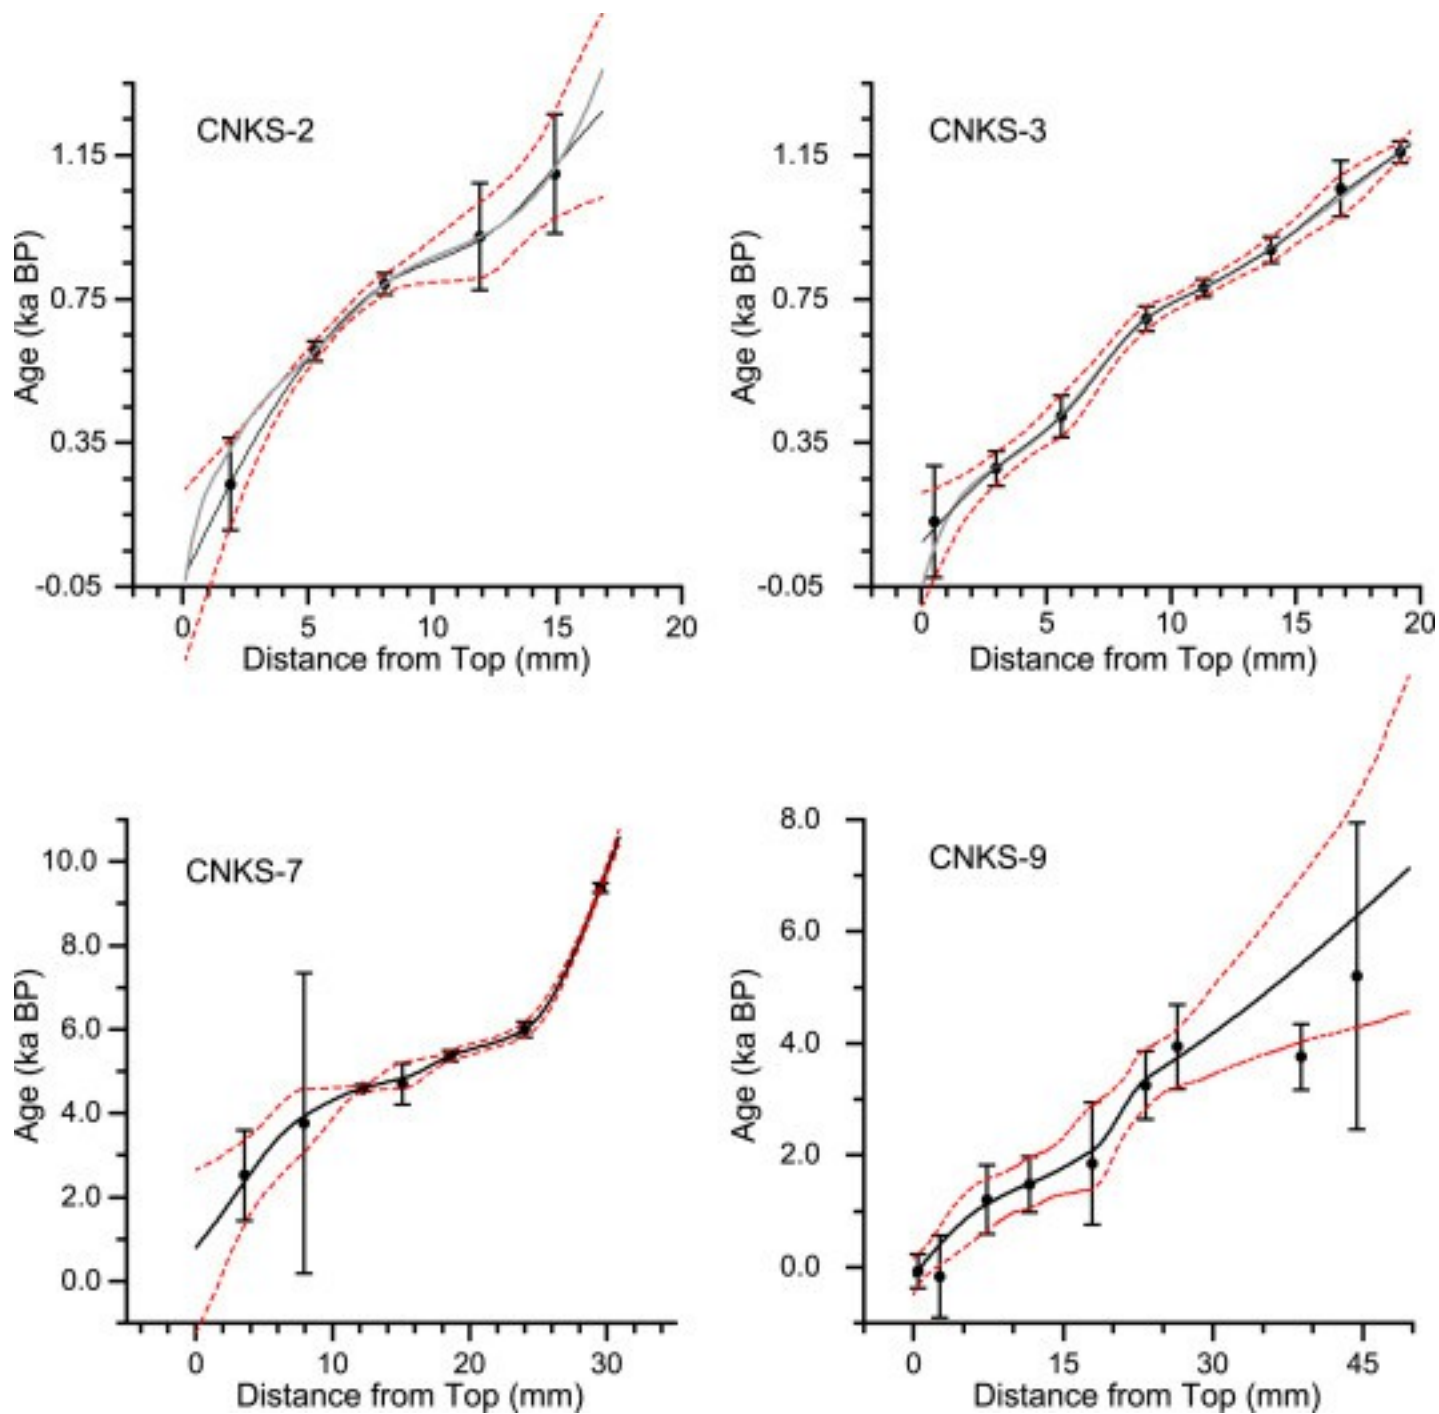 CNKS-2
1.15
0.75
0.35
-0.05
Age (ka BP)
0 5 10 15 20
Distance from Top (mm)
CNKS-3
1.15
0.75
0.35
-0.05
Age (ka BP)
0 5 10 15 20
Distance from Top (mm)
CNKS-7
10.0
8.0
6.0
4.0
2.0
0.0
Age (ka BP)
0 10 20 30
Distance from Top (mm)
CNKS-9
8.0
6.0
4.0
2.0
0.0
Age (ka BP)
0 15 30 45
Distance from Top (mm)